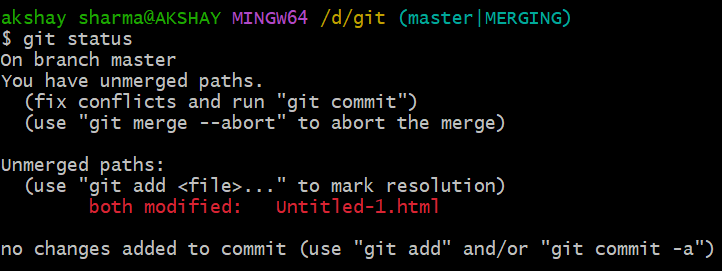 akshay sharma@AKSHAY MINGW64 /d/git (master|MERGING)
$ git status
On branch master
You have unmerged paths.
  (fix conflicts and run "git commit")
  (use "git merge --abort" to abort the merge)

Unmerged paths:
  (use "git add <file>..." to mark resolution)
        both modified:   Untitled-1.html

no changes added to commit (use "git add" and/or "git commit -a")